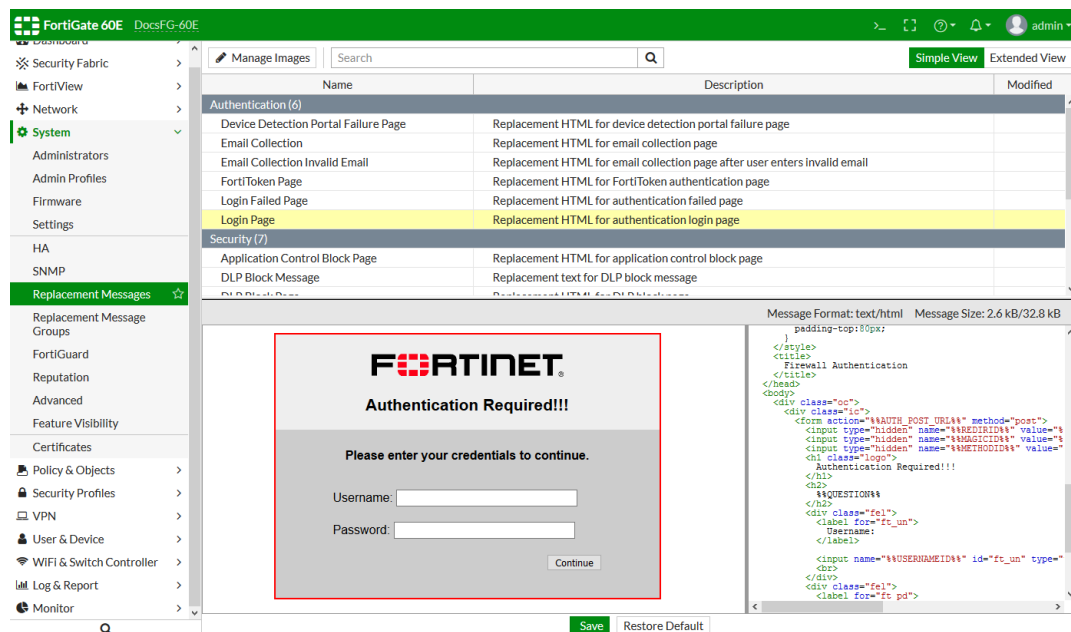 FortiGate 60E DocsFG-60E
>_ admin
Dashboard
Security Fabric
FortiView
Network
System
Administrators
Admin Profiles
Firmware
Settings
HA
SNMP
Replacement Messages
Replacement Message
Groups
FortiGuard
Reputation
Advanced
Feature Visibility
Certificates
Policy & Objects
Security Profiles
VPN
User & Device
WiFi & Switch Controller
Log & Report
Monitor
Manage Images Search Simple View Extended View
Name Description Modified
Authentication (6)
Device Detection Portal Failure Page Replacement HTML for device detection portal failure page
Email Collection Replacement HTML for email collection page
Email Collection Invalid Email Replacement HTML for email collection page after user enters invalid email
FortiToken Page Replacement HTML for FortiToken authentication page
Login Failed Page Replacement HTML for authentication failed page
Login Page Replacement HTML for authentication login page
Security (7)
Application Control Block Page Replacement HTML for application control block page
DLP Block Message Replacement text for DLP block message
DLP Block Page Replacement HTML for DLP block page
Message Format: text/html Message Size: 2.6 kB/32.8 kB
FORTINET®
Authentication Required!!!
Please enter your credentials to continue.
Username:
Password:
Continue
padding-top:80px;
}
</style>
<title>
Firewall Authentication
</title>
</head>
<body>
<div class="oc">
<div class="ic">
<form action="%%AUTH_POST_URL%%" method="post">
<input type="hidden" name="%%REDIRID%%" value="%
<input type="hidden" name="%%MAGICID%%" value="%
<input type="hidden" name="%%METHODID%%" value="
<h1 class="logo">
Authentication Required!!!
</h1>
<h2>
%%QUESTION%%
</h2>
<div class="fel">
<label for="ft_un">
Username:
</label>
<input name="%%USERNAMEID%%" id="ft_un" type="
<br>
</div>
<div class="fel">
<label for="ft_pd">
Save Restore Default